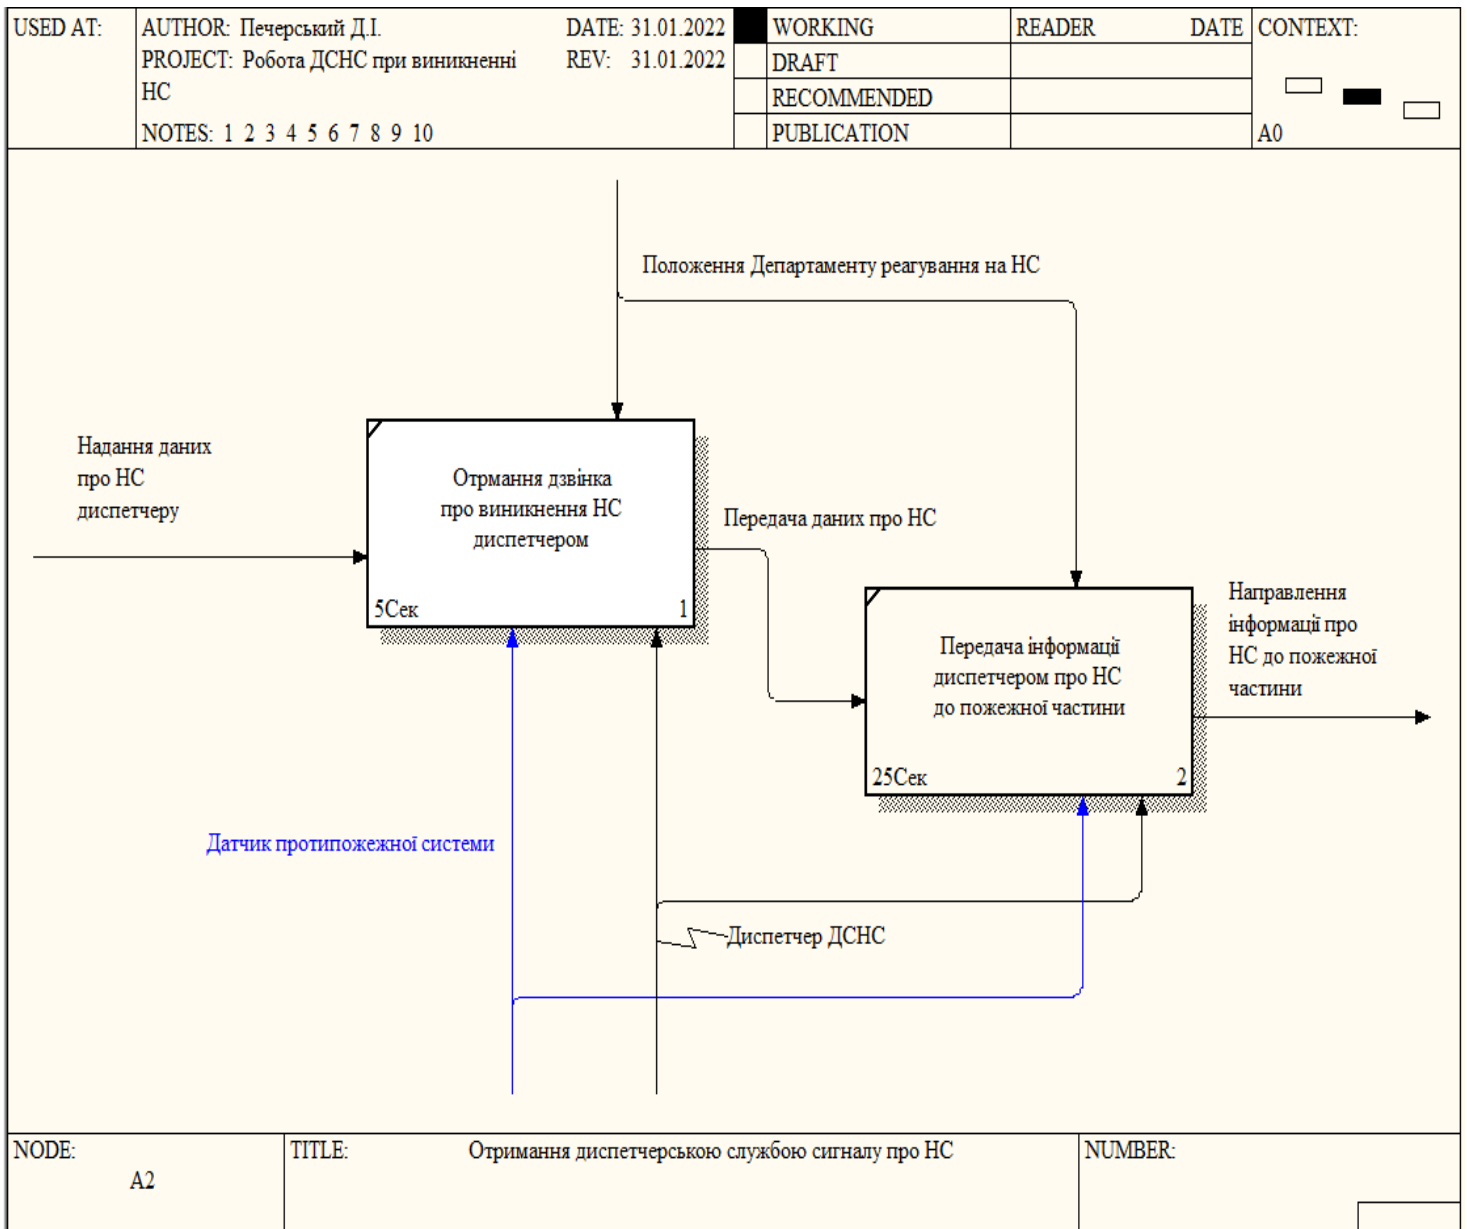 USED AT:
AUTHOR: Печерський Д.І.
DATE: 31.01.2022
PROJECT: Робота ДСНС при виникненні
НС
REV: 31.01.2022
NOTES: 1 2 3 4 5 6 7 8 9 10
WORKING
DRAFT
RECOMMENDED
PUBLICATION
READER
DATE
CONTEXT:
A0
Положення Департаменту реагування на НС
Надання даних
про НС
диспетчеру
Отрмання дзвінка
про виникнення НС
диспетчером
5Сек
1
Передача даних про НС
Передача інформації
диспетчером про НС
до пожежної частини
25Сек
2
Направлення
інформації про
НС до пожежної
частини
Датчик протипожежної системи
Диспетчер ДСНС
NODE:
A2
TITLE:
Отримання диспетчерською службою сигналу про НС
NUMBER: